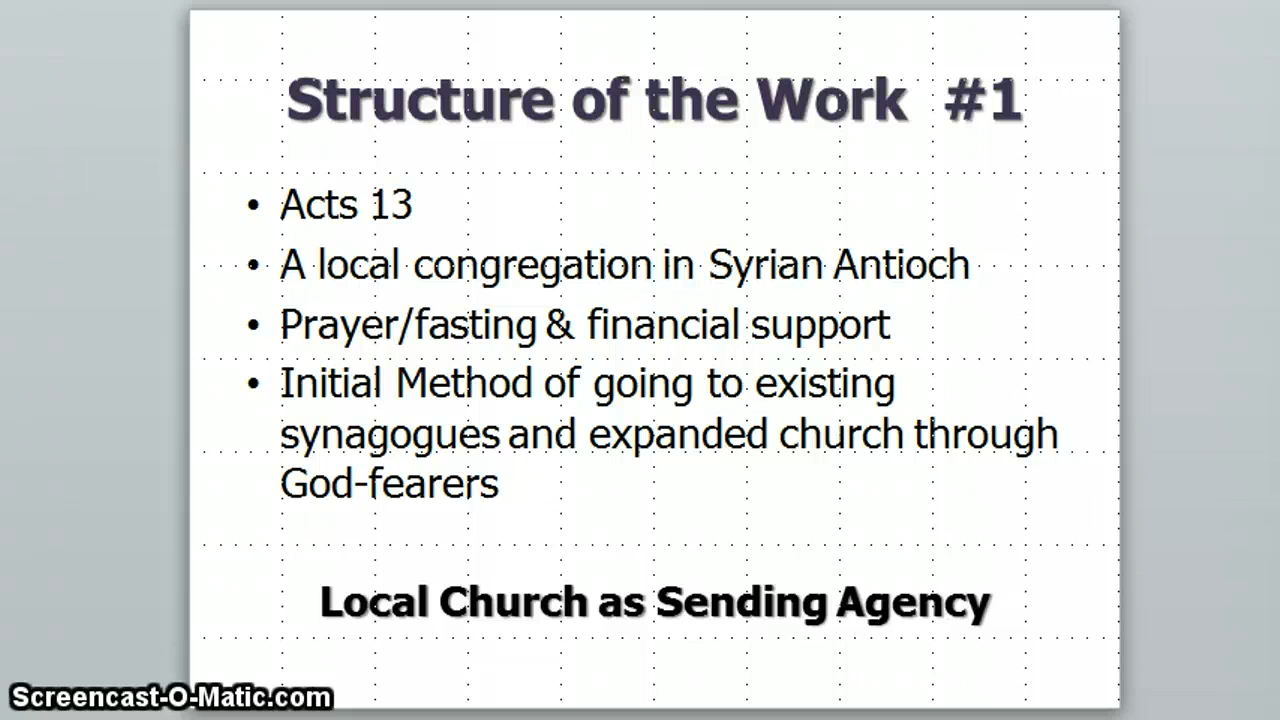 Structure of the Work #1
• Acts 13
• A local congregation in Syrian Antioch
• Prayer/fasting & financial support
• Initial Method of going to existing
synagogues and expanded church through
God-fearers
Local Church as Sending Agency
Screencast-O-Matic.com